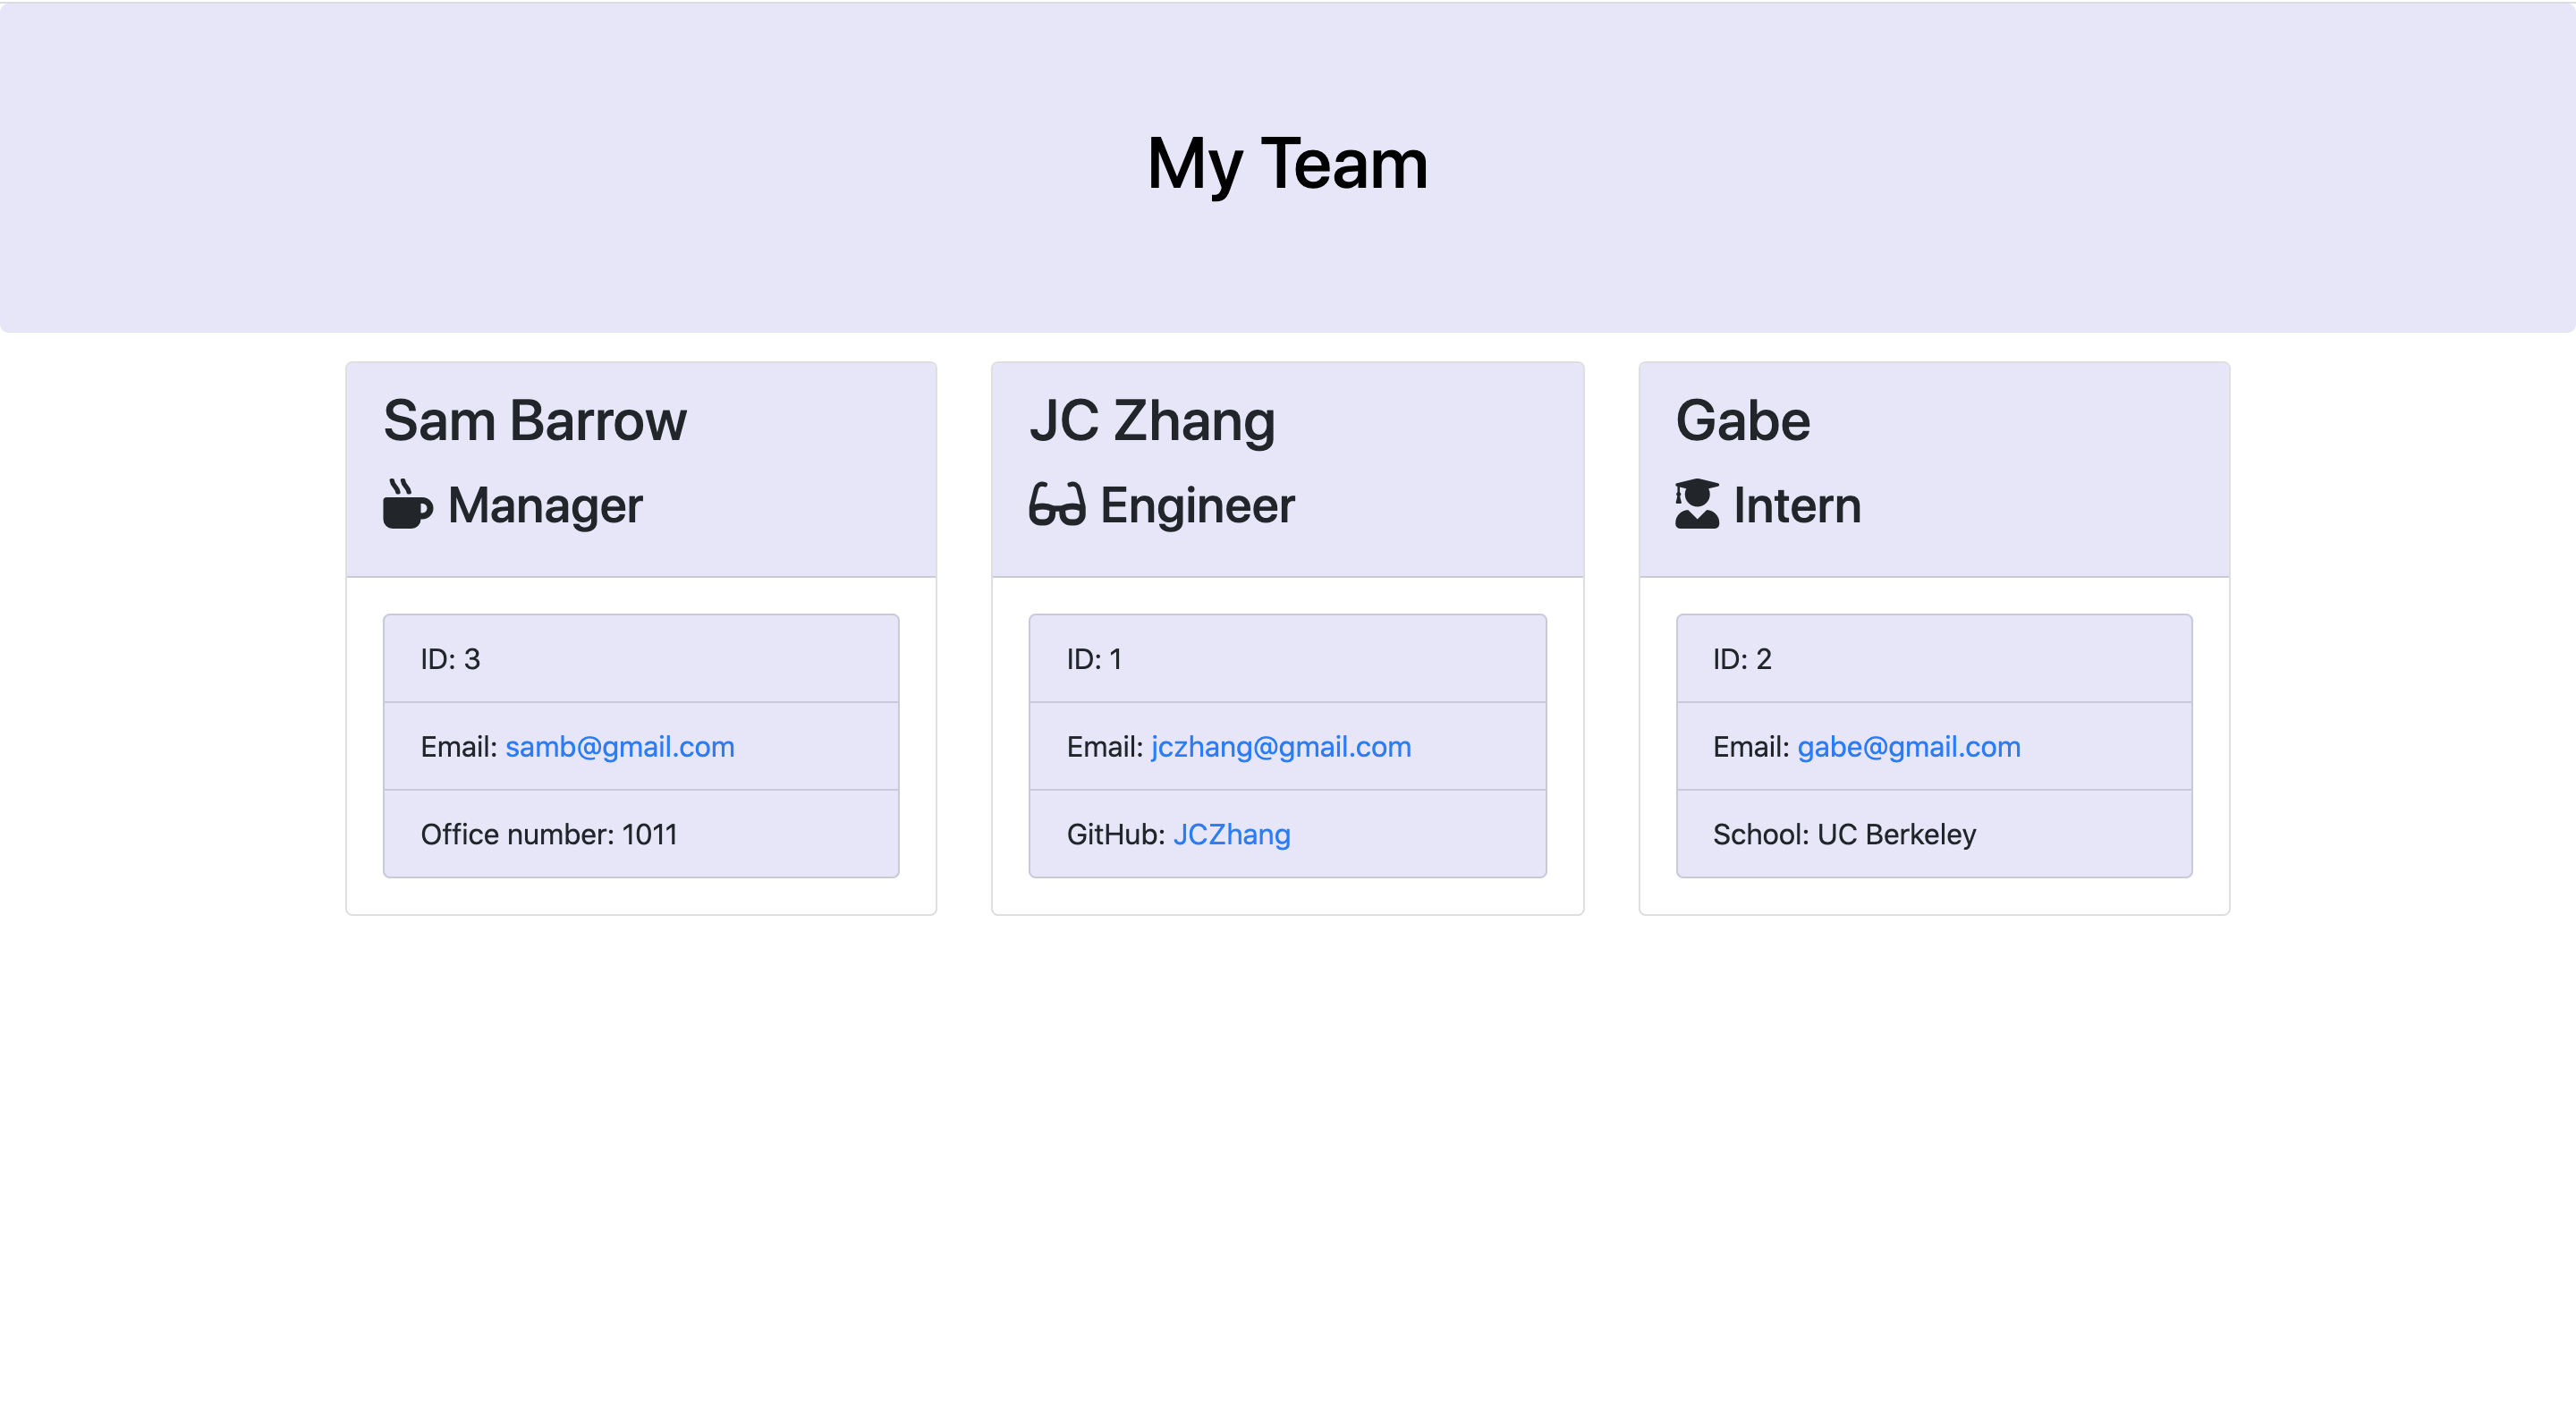 My Team
Sam Barrow
Manager
ID: 3
Email: samb@gmail.com
Office number: 1011
JC Zhang
Engineer
ID: 1
Email: jczhang@gmail.com
GitHub: JCZhang
Gabe
Intern
ID: 2
Email: gabe@gmail.com
School: UC Berkeley